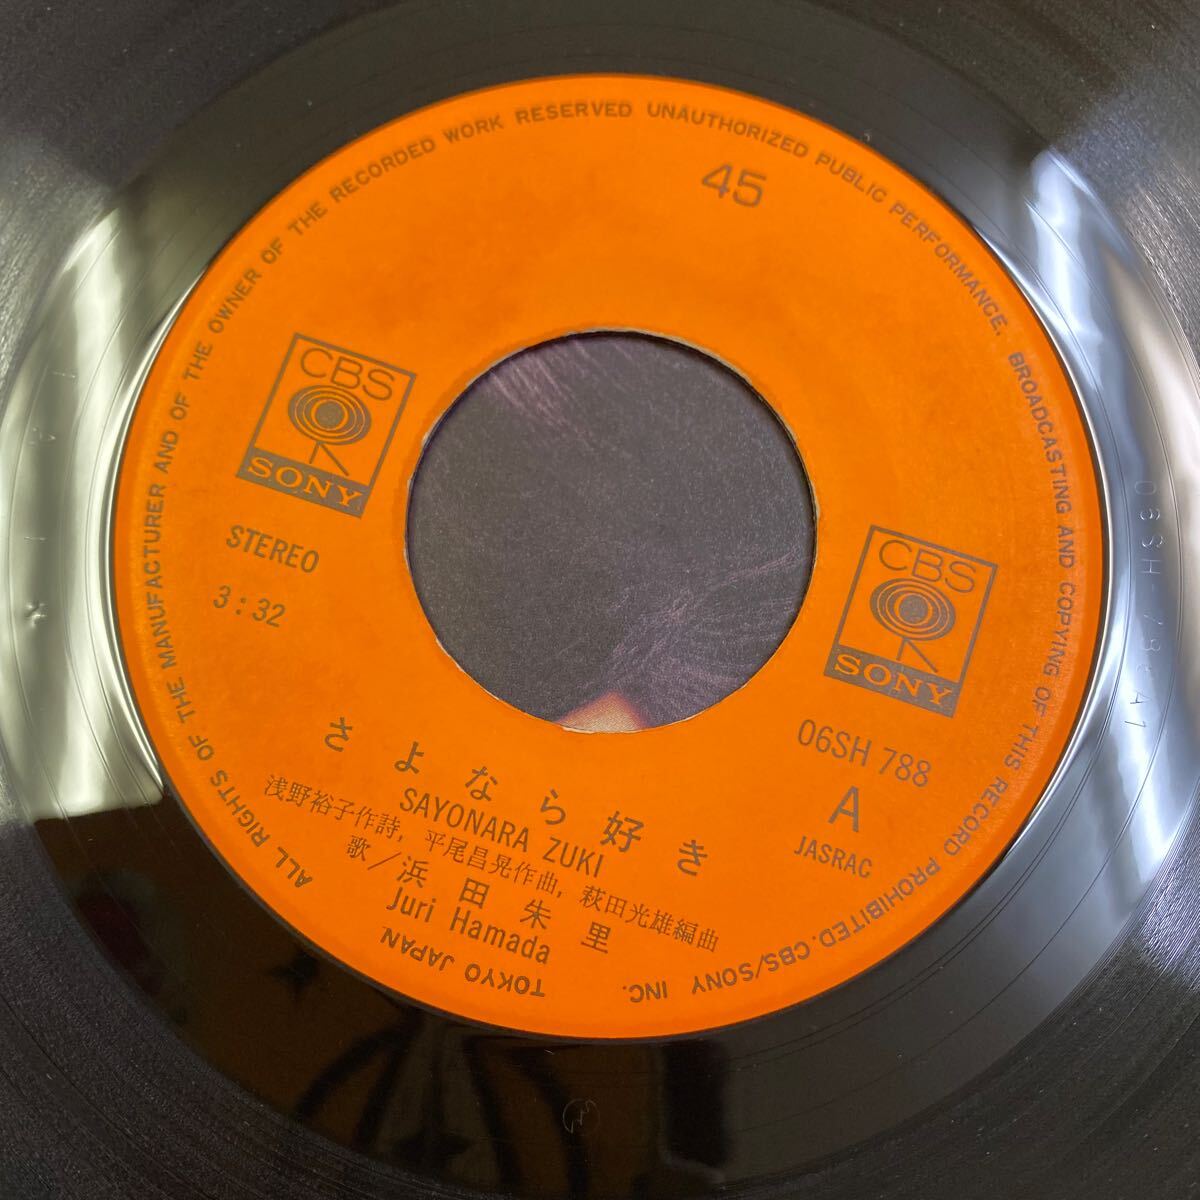 ALL RIGHTS OF THE MANUFACTURER AND OF THE OWNER OF THE RECORDED WORK RESERVED UNAUTHORIZED PUBLIC PERFORMANCE. BROADCASTING AND COPYING OF THIS RECORD PROHIBITED. CBS/SONY INC. TOKYO JAPAN.
45
CBS
SONY
STEREO
3:32
CBS
SONY
06SH 788
A
JASRAC
さよなら好き
SAYONARA ZUKI
浅野裕子作詩, 平尾昌晃作曲, 萩田光雄編曲
歌/浜田朱里
Juri Hamada